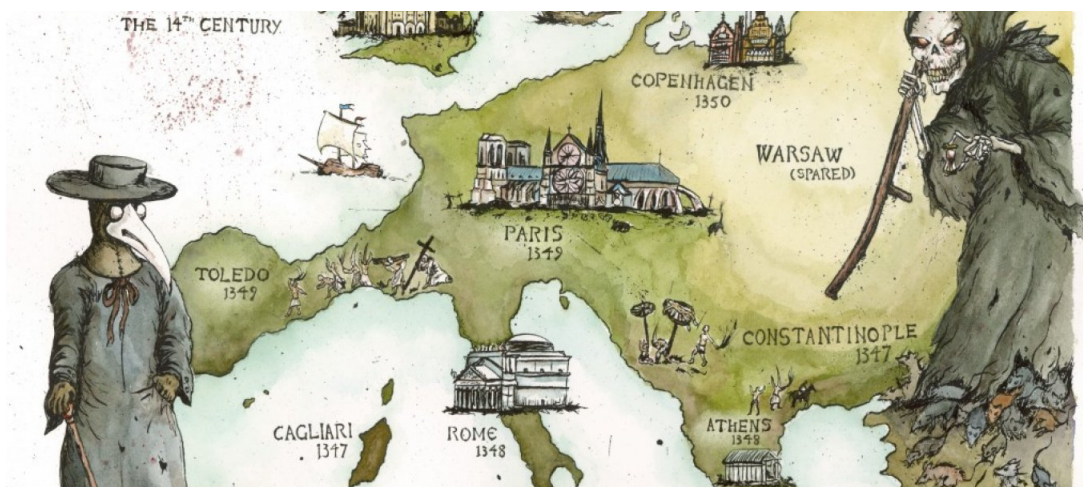 THE 14TH CENTURY
COPENHAGEN
1350
WARSAW
(SPARED)
PARIS
1349
TOLEDO
1349
CONSTANTINOPLE
1347
CAGLIARI
1347
ROME
1348
ATHENS
1348